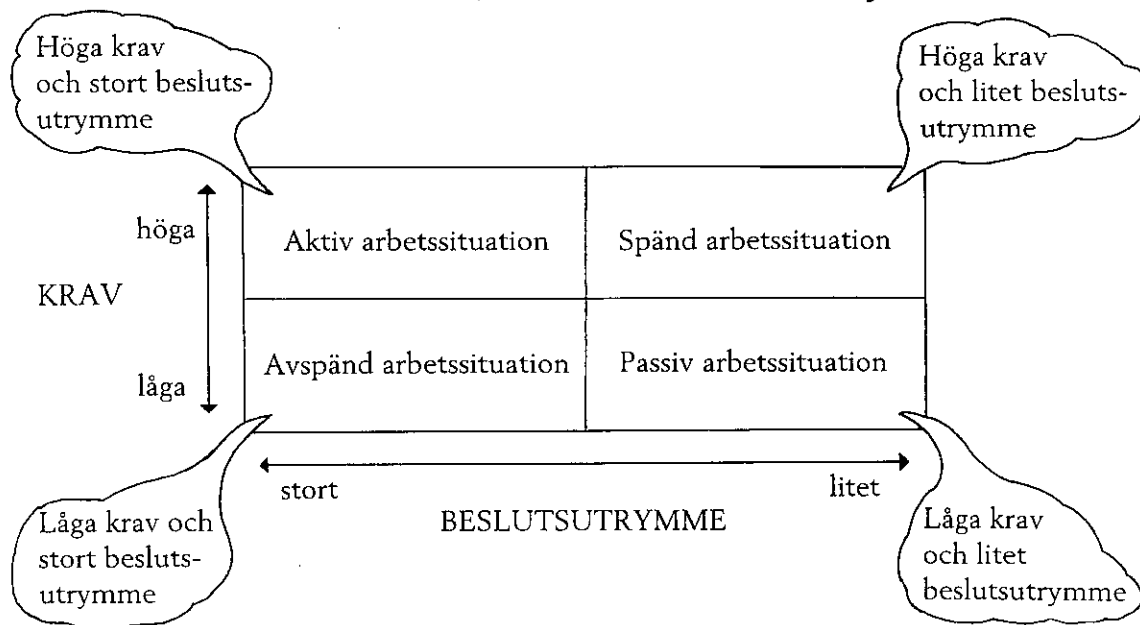 Höga krav
och stort besluts-
utrymme
Höga krav
och litet besluts-
utrymme
höga
KRAV
låga
Aktiv arbetssituation
Spänd arbetssituation
Avspänd arbetssituation
Passiv arbetssituation
stort
litet
BESLUTSUTRYMME
Låga krav och
stort besluts-
utrymme
Låga krav
och litet
beslutsutrymme